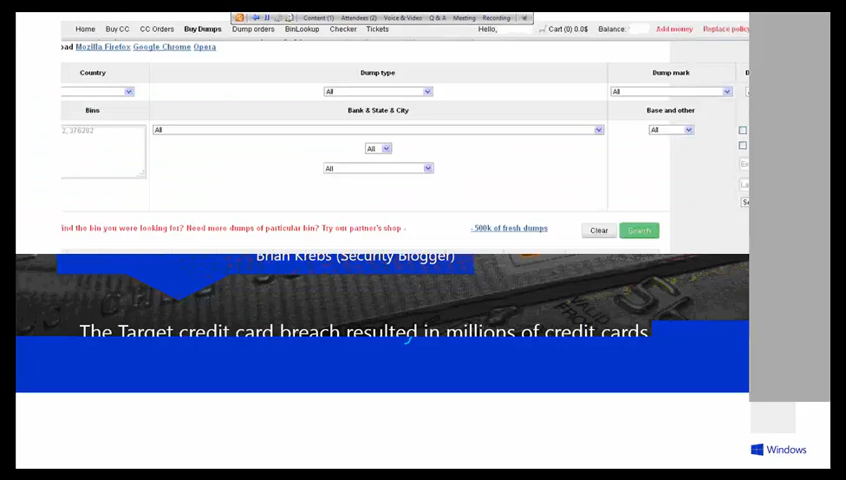 Content (1) Attendees (2) Voice & Video Q & A Meeting Recording
Home Buy CC CC Orders Buy Dumps Dump orders BinLookup Checker Tickets Hello, Cart (0) 0.0$ Balance: Add money Replace policy
oad Mozilla Firefox Google Chrome Opera
Country Dump type Dump mark
All All
Bins Bank & State & City Base and other
2, 376282 All All
All
All
find the bin you were looking for? Need more dumps of particular bin? Try our partner's shop - - 500k of fresh dumps Clear Search
Brian Krebs (Security Blogger)
VALID
The Target credit card breach resulted in millions of credit cards
Windows